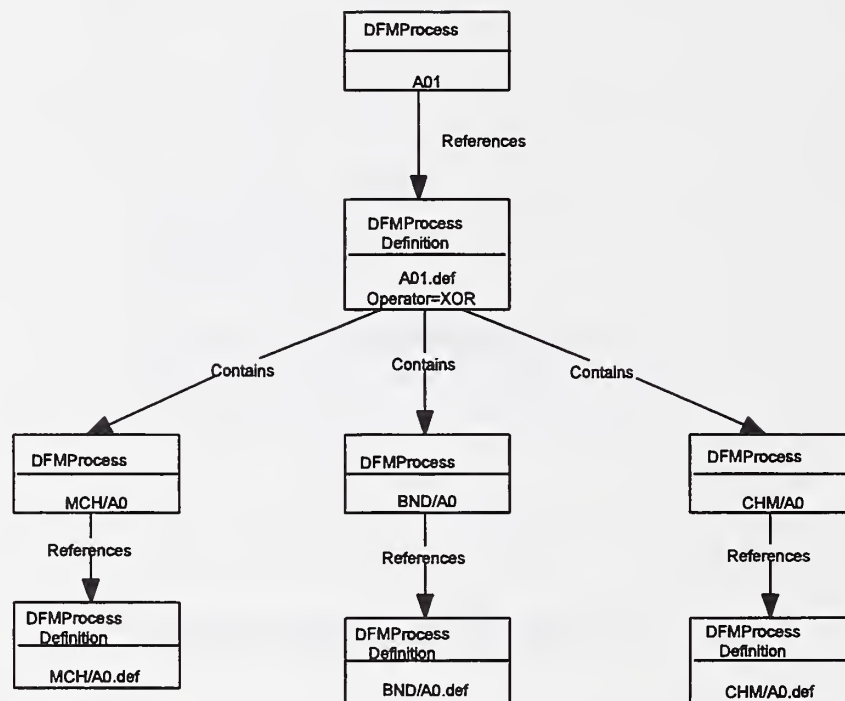 DFMProcess
A01
References
DFMProcess
Definition
A01.def
Operator=XOR
Contains
Contains
Contains
DFMProcess
MCH/A0
DFMProcess
BND/A0
DFMProcess
CHM/A0
References
References
References
DFMProcess
Definition
MCH/A0.def
DFMProcess
Definition
BND/A0.def
DFMProcess
Definition
CHM/A0.def